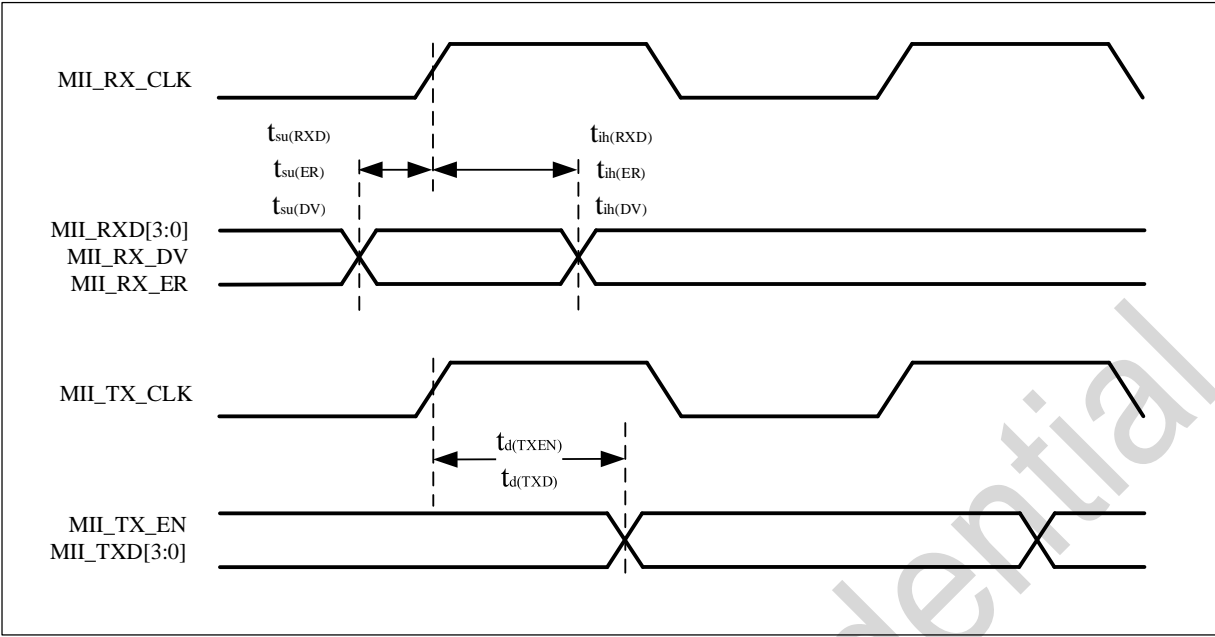 MII_RX_CLK
tsu(RXD) tih(RXD)
tsu(ER) tih(ER)
tsu(DV) tih(DV)
MII_RXD[3:0]
MII_RX_DV
MII_RX_ER
MII_TX_CLK
td(TXEN)
td(TXD)
MII_TX_EN
MII_TXD[3:0]
dential